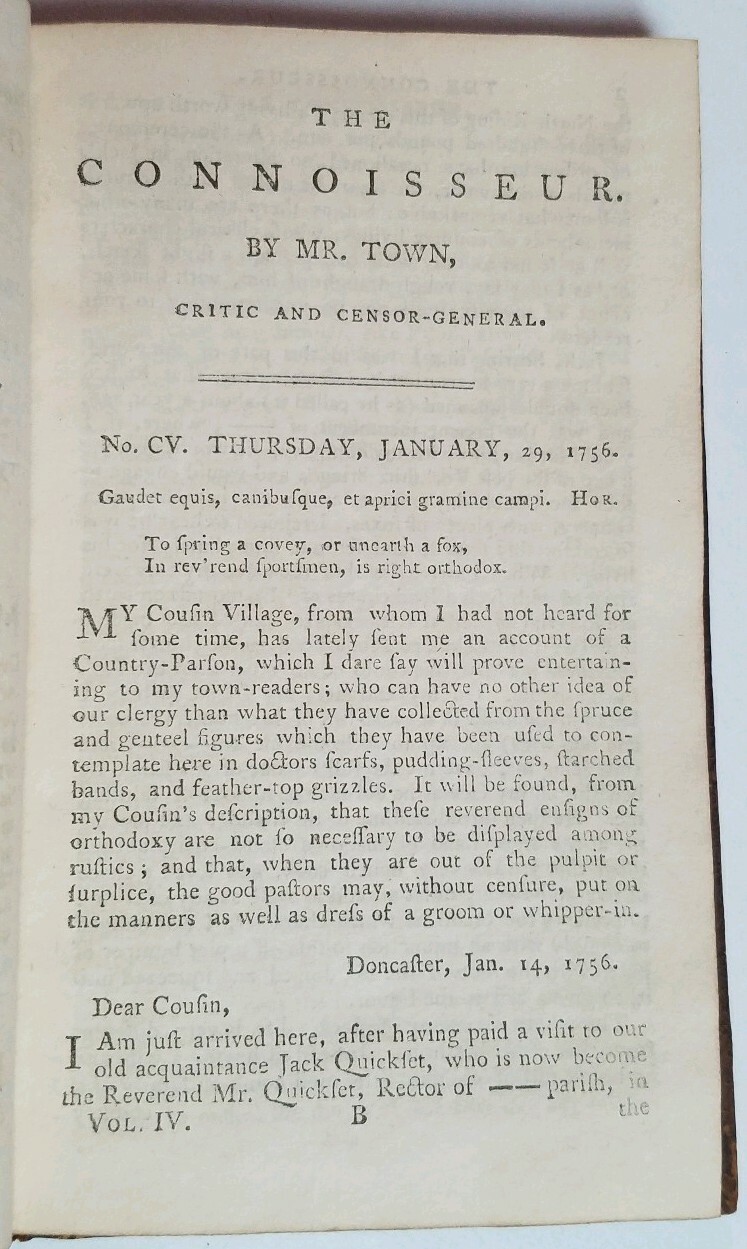 THE
CONNOISSEUR.
BY MR. TOWN,
CRITIC AND CENSOR-GENERAL.
No. CV. THURSDAY, JANUARY, 29, 1756.
Gaudet equis, canibuſque, et aprici gramine campi. HOR.
To ſpring a covey, or unearth a fox,
In rev'rend ſportſmen, is right orthodox.
MY Couſin Village, from whom I had not heard for
ſome time, has lately ſent me an account of a
Country-Parſon, which I dare ſay will prove entertain-
ing to my town-readers; who can have no other idea of
our clergy than what they have collected from the ſpruce
and genteel figures which they have been uſed to con-
template here in doctors ſcarfs, pudding-ſleeves, ſtarched
bands, and feather-top grizzles. It will be found, from
my Couſin's deſcription, that theſe reverend enſigns of
orthodoxy are not ſo neceſſary to be diſplayed among
ruſtics; and that, when they are out of the pulpit or
ſurplice, the good paſtors may, without cenſure, put on
the manners as well as dreſs of a groom or whipper-in.
Doncaſter, Jan. 14, 1756.
Dear Couſin,
I Am juſt arrived here, after having paid a viſit to our
old acquaintance Jack Quickſet, who is now become
the Reverend Mr. Quickſet, Rector of —— pariſh, in
VOL. IV. B the